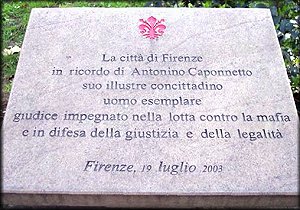 La città di Firenze
in ricordo di Antonino Caponnetto
suo illustre concittadino
uomo esemplare
giudice impegnato nella lotta contro la mafia
e in difesa della giustizia e della legalità
Firenze, 19 luglio 2003